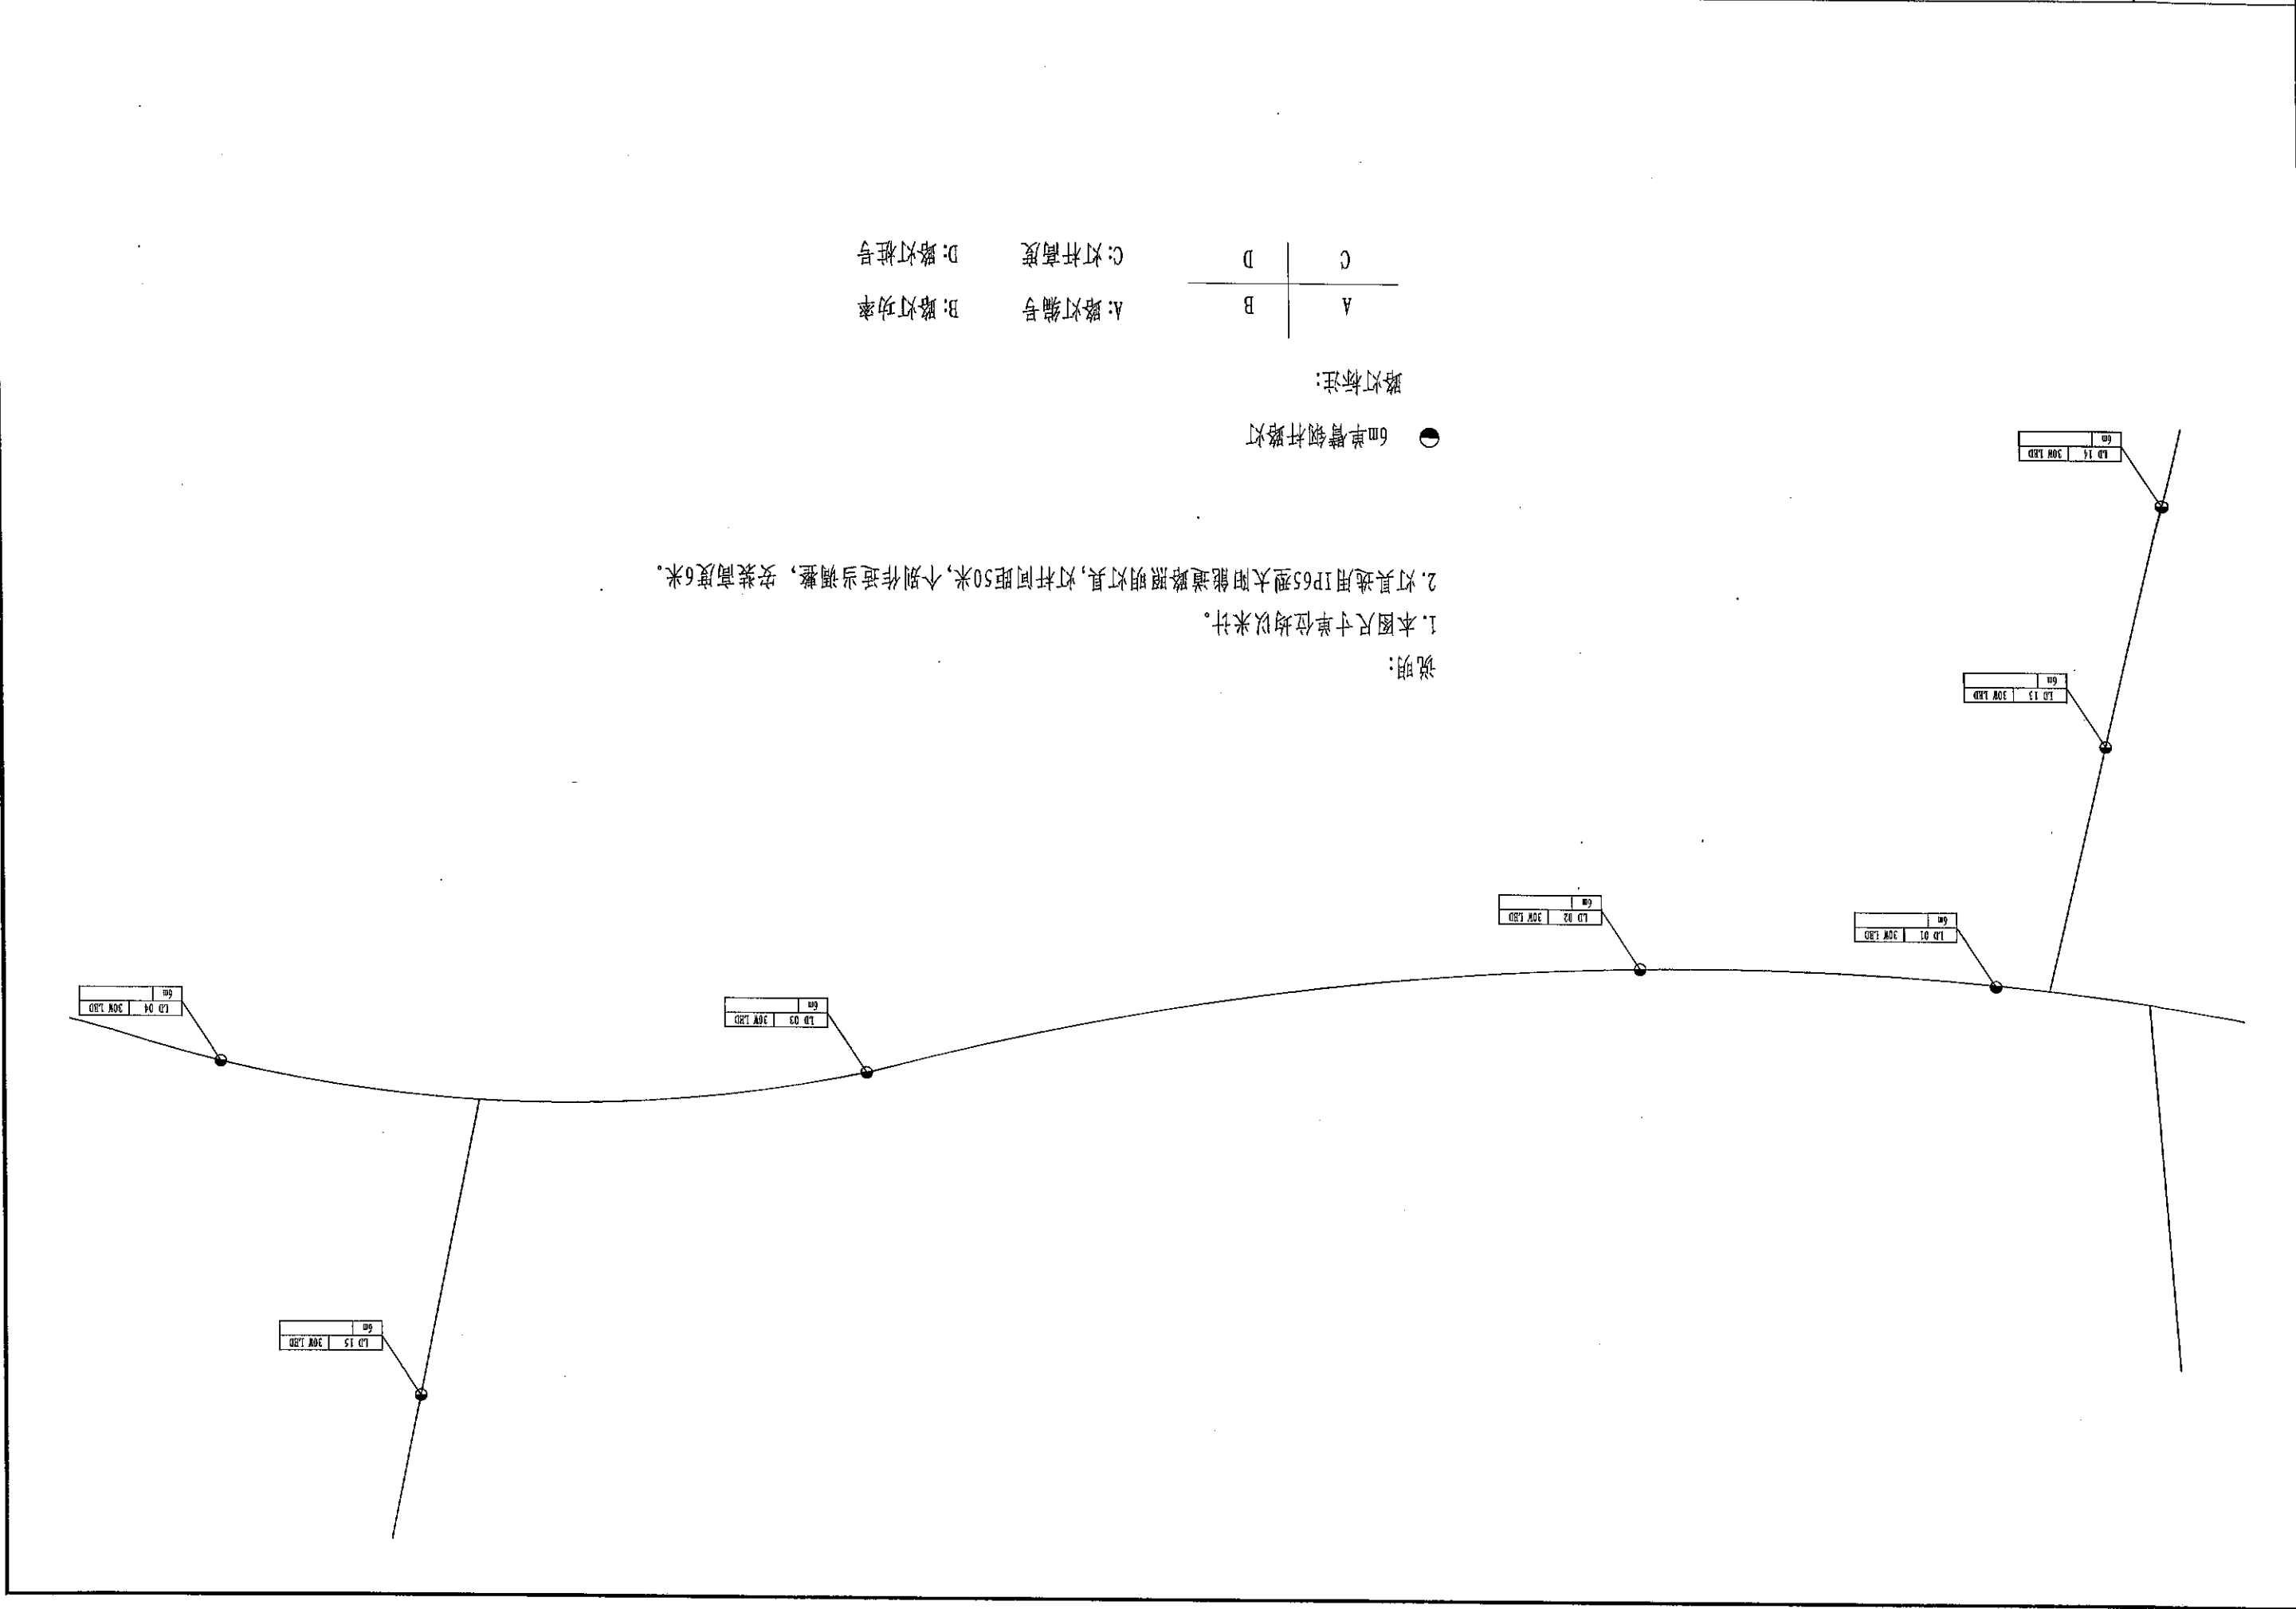 LD 15 30W LED
6m
LD 04 30W LED
6m
LD 03 30W LED
6m
LD 02 30W LED
6m
LD 01 30W LED
6m
LD 13 30W LED
6m
LD 14 30W LED
6m
说明:
1.本图尺寸单位均以米计。
2.灯具选用IP65型太阳能道路照明灯具,灯杆间距50米,个别作适当调整, 安装高度6米。
6m单臂钢杆路灯
路灯标注:
A B A:路灯编号 B:路灯功率
C D C:灯杆高度 D:路灯桩号